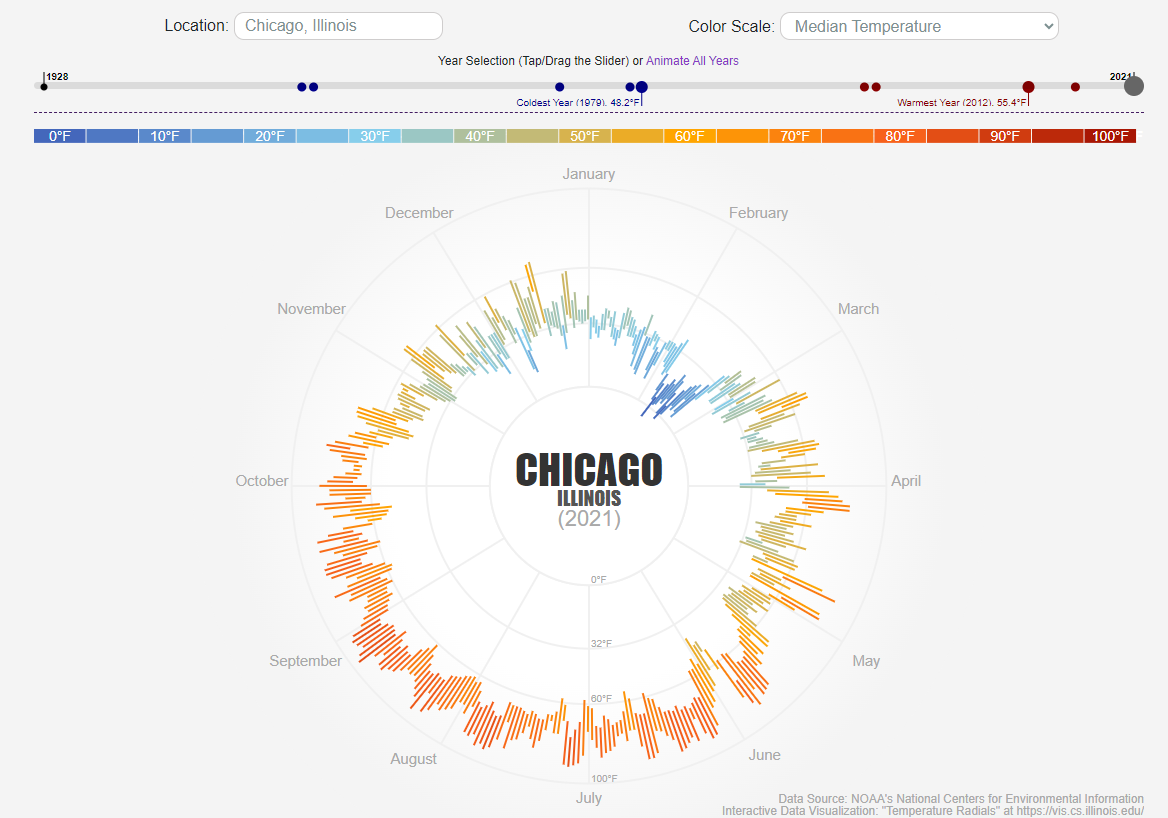 Location: Chicago, Illinois
Color Scale: Median Temperature
Year Selection (Tap/Drag the Slider) or Animate All Years
1928
2021
Coldest Year (1979), 48.2°F
Warmest Year (2012), 55.4°F
0°F 10°F 20°F 30°F 40°F 50°F 60°F 70°F 80°F 90°F 100°F
January
December
February
November
March
October
April
CHICAGO
ILLINOIS
(2021)
0°F
32°F
September
May
60°F
August
June
100°F
July
Data Source: NOAA's National Centers for Environmental Information
Interactive Data Visualization: "Temperature Radials" at https://vis.cs.illinois.edu/